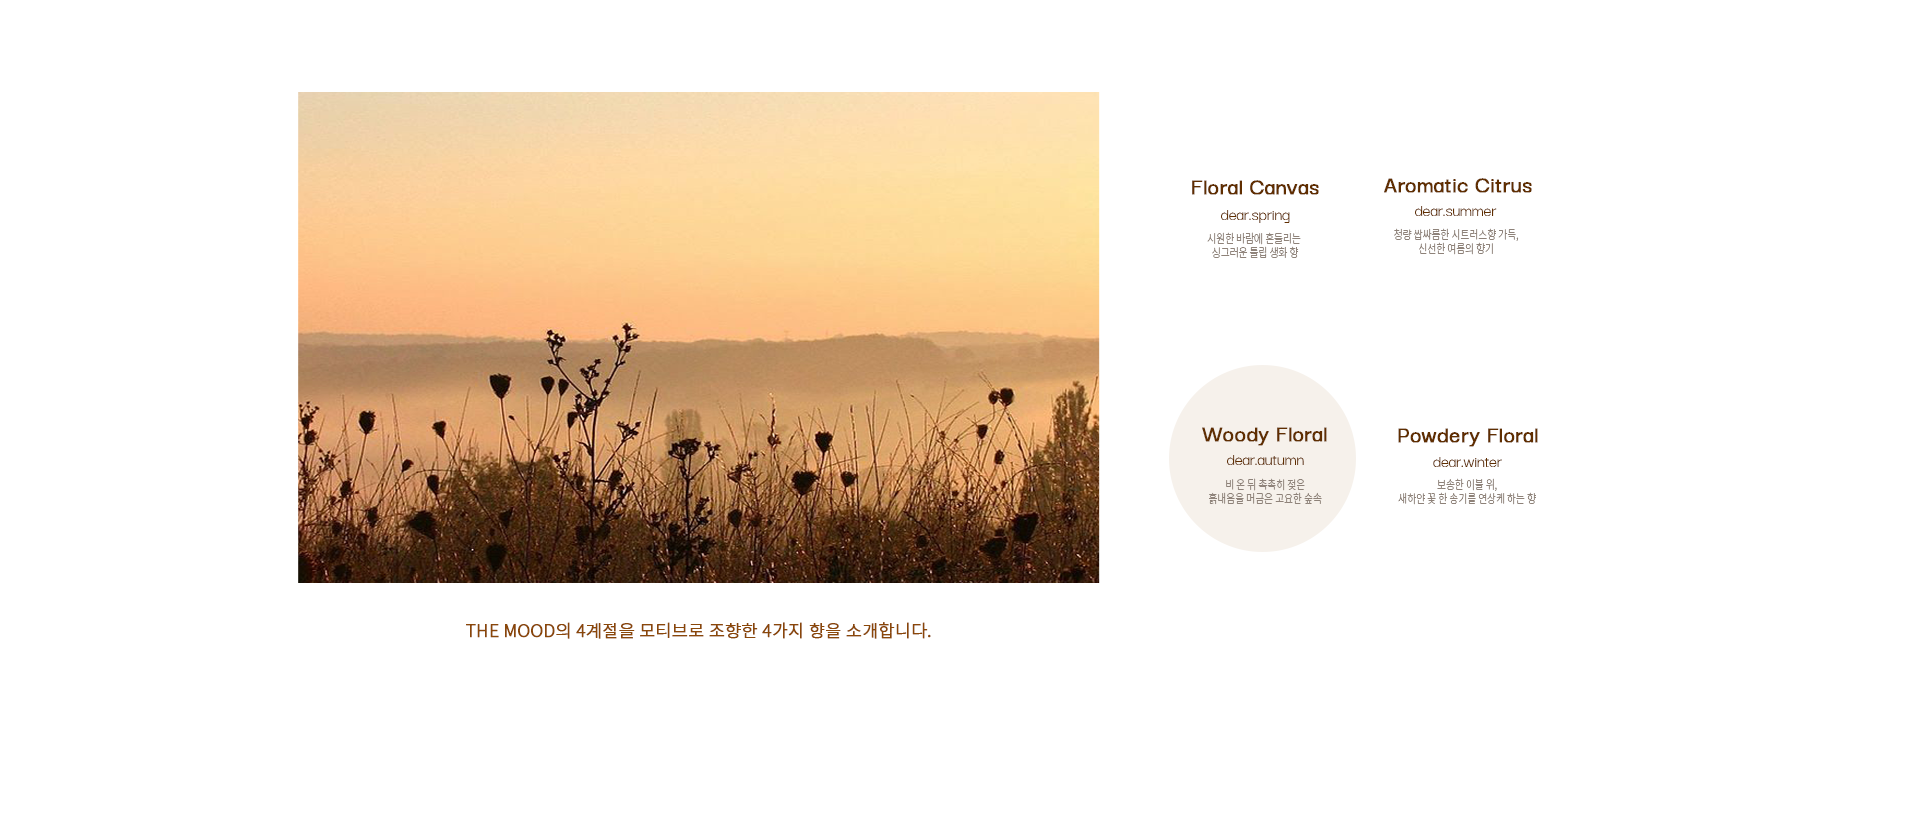 Floral Canvas
dear.spring
시원한 바람에 흔들리는
싱그러운 튤립 생화 향
Aromatic Citrus
dear.summer
청량 쌉싸름한 시트러스향 가득,
신선한 여름의 향기
Woody Floral
dear.autumn
비 온 뒤 촉촉히 젖은
흙내음을 머금은 고요한 숲속
Powdery Floral
dear.winter
보송한 이불 위,
새하얀 꽃 한 송기를 연상케 하는 향
THE MOOD의 4계절을 모티브로 조향한 4가지 향을 소개합니다.